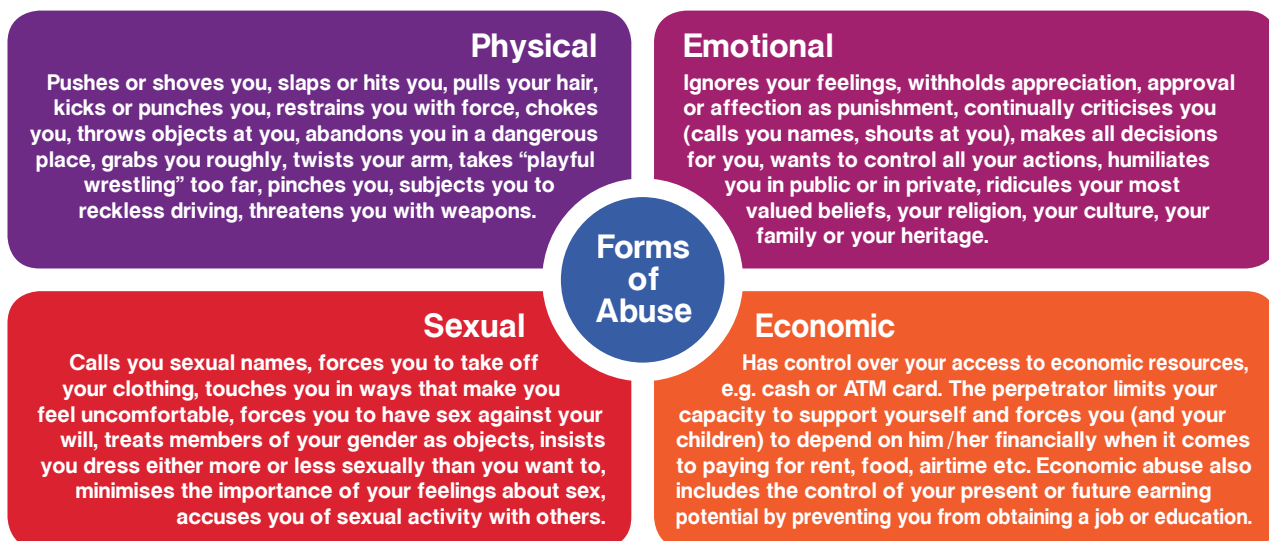 Physical
Pushes or shoves you, slaps or hits you, pulls your hair,
kicks or punches you, restrains you with force, chokes
you, throws objects at you, abandons you in a dangerous
place, grabs you roughly, twists your arm, takes “playful
wrestling” too far, pinches you, subjects you to
reckless driving, threatens you with weapons.
Emotional
Ignores your feelings, withholds appreciation, approval
or affection as punishment, continually criticises you
(calls you names, shouts at you), makes all decisions
for you, wants to control all your actions, humiliates
you in public or in private, ridicules your most
valued beliefs, your religion, your culture, your
family or your heritage.
Forms
of
Abuse
Sexual
Calls you sexual names, forces you to take off
your clothing, touches you in ways that make you
feel uncomfortable, forces you to have sex against your
will, treats members of your gender as objects, insists
you dress either more or less sexually than you want to,
minimises the importance of your feelings about sex,
accuses you of sexual activity with others.
Economic
Has control over your access to economic resources,
e.g. cash or ATM card. The perpetrator limits your
capacity to support yourself and forces you (and your
children) to depend on him/her financially when it comes
to paying for rent, food, airtime etc. Economic abuse also
includes the control of your present or future earning
potential by preventing you from obtaining a job or education.